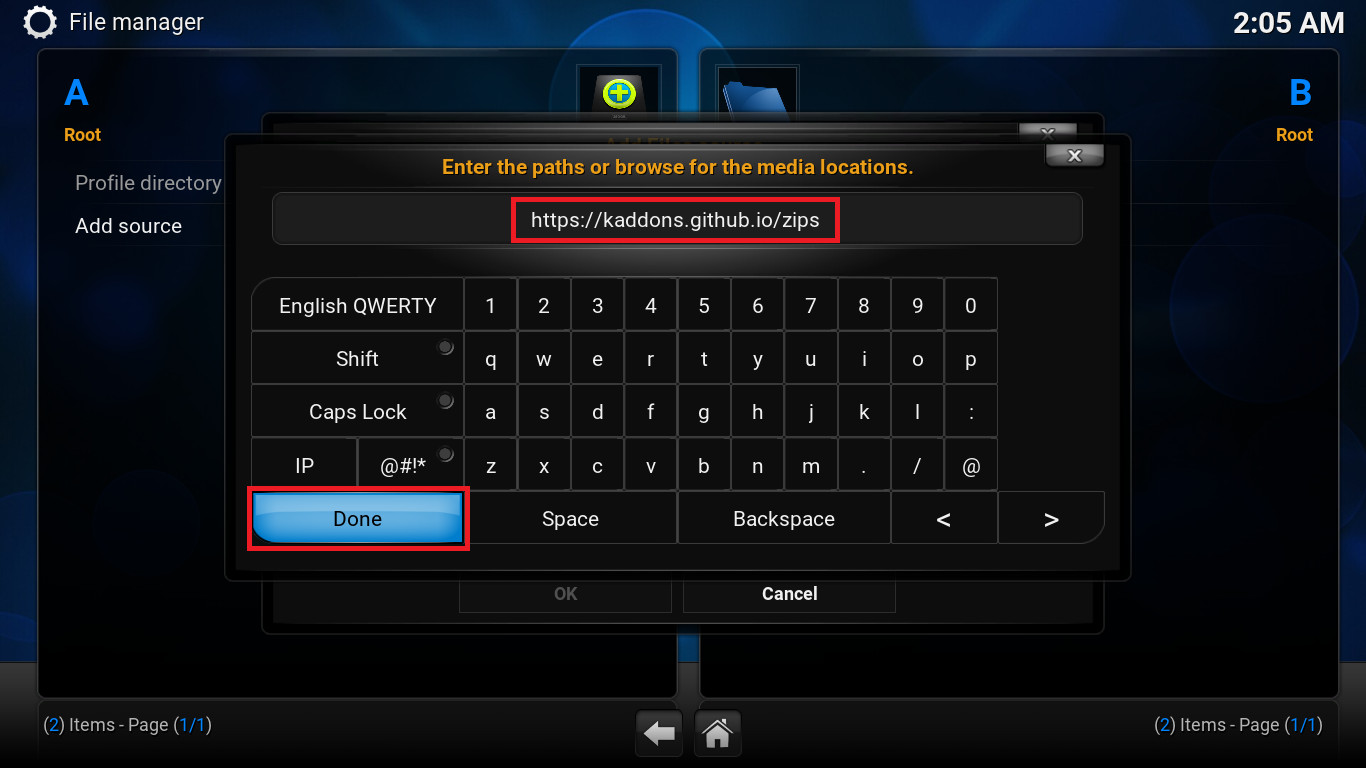 File manager
2:05 AM
A
B
Root
Root
Profile directory
Add source
Enter the paths or browse for the media locations.
x
https://kaddons.github.io/zips
English QWERTY 1 2 3 4 5 6 7 8 9 0
Shift q w e r t y u i o p
Caps Lock a s d f g h j k l :
IP @#!* z x c v b n m . / @
Done Space Backspace < >
OK Cancel
(2) Items - Page (1/1)
(2) Items - Page (1/1)